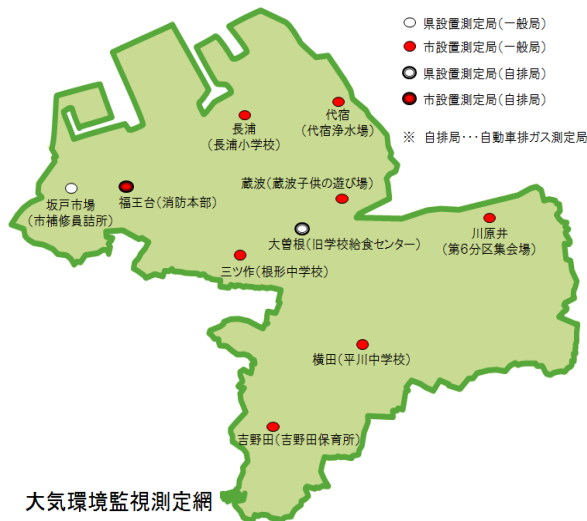 県設置測定局(一般局)
市設置測定局(一般局)
県設置測定局(自排局)
市設置測定局(自排局)
※ 自排局・・・自動車排ガス測定局
代宿
(代宿浄水場)
長浦
(長浦小学校)
蔵波(蔵波子供の遊び場)
坂戸市場
(市補修員詰所)
福王台(消防本部)
川原井
(第6分区集会場)
大曽根(旧学校給食センター)
三ツ作(根形中学校)
横田(平川中学校)
吉野田(吉野田保育所)
大気環境監視測定網